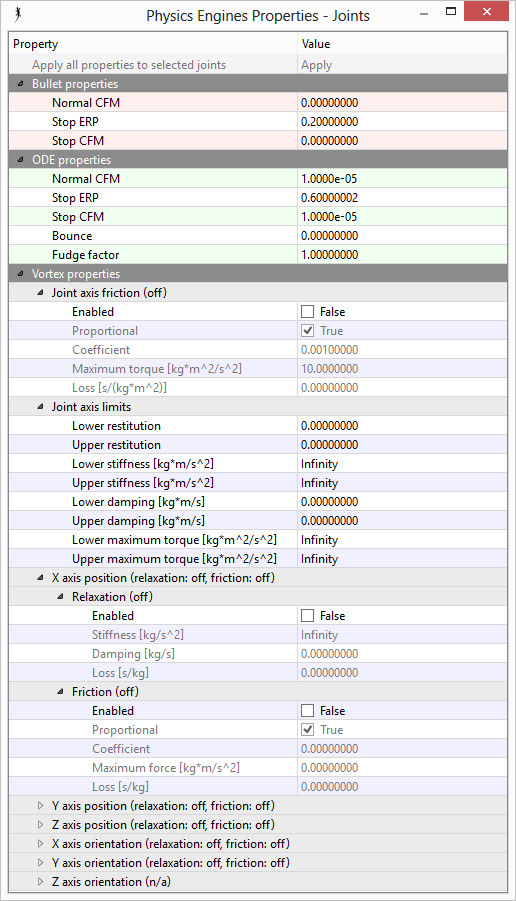 Physics Engines Properties - Joints
Property Value
Apply all properties to selected joints Apply
Bullet properties
Normal CFM 0.00000000
Stop ERP 0.20000000
Stop CFM 0.00000000
ODE properties
Normal CFM 1.0000e-05
Stop ERP 0.60000002
Stop CFM 1.0000e-05
Bounce 0.00000000
Fudge factor 1.00000000
Vortex properties
Joint axis friction (off)
Enabled False
Proportional True
Coefficient 0.00100000
Maximum torque [kg*m^2/s^2] 10.0000000
Loss [s/(kg*m^2)] 0.00000000
Joint axis limits
Lower restitution 0.00000000
Upper restitution 0.00000000
Lower stiffness [kg*m/s^2] Infinity
Upper stiffness [kg*m/s^2] Infinity
Lower damping [kg*m/s] 0.00000000
Upper damping [kg*m/s] 0.00000000
Lower maximum torque [kg*m^2/s^2] Infinity
Upper maximum torque [kg*m^2/s^2] Infinity
X axis position (relaxation: off, friction: off)
Relaxation (off)
Enabled False
Stiffness [kg/s^2] Infinity
Damping [kg/s] 0.00000000
Loss [s/kg] 0.00000000
Friction (off)
Enabled False
Proportional True
Coefficient 0.00000000
Maximum force [kg*m/s^2] 0.00000000
Loss [s/kg] 0.00000000
Y axis position (relaxation: off, friction: off)
Z axis position (relaxation: off, friction: off)
X axis orientation (relaxation: off, friction: off)
Y axis orientation (relaxation: off, friction: off)
Z axis orientation (n/a)